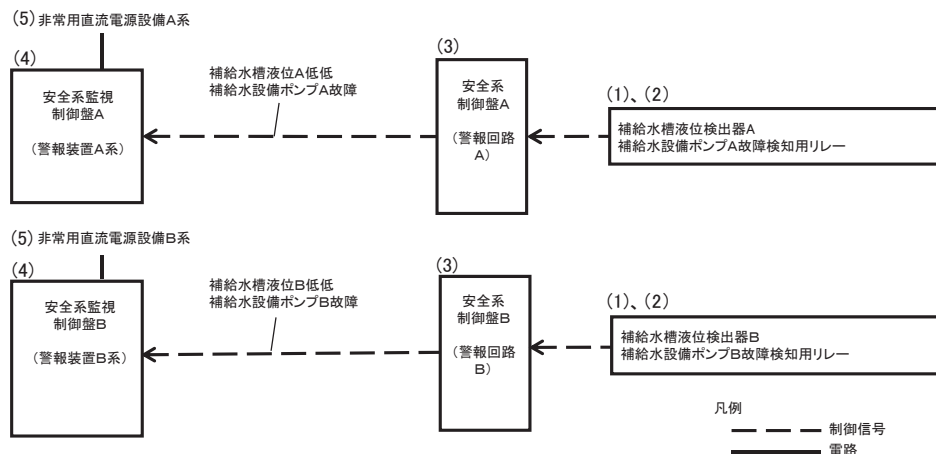 (5) 非常用直流電源設備A系
(4)
安全系監視
制御盤A
(警報装置A系)
補給水槽液位A低低
補給水設備ポンプA故障
(3)
安全系
制御盤A
(警報回路
A)
(1)、(2)
補給水槽液位検出器A
補給水設備ポンプA故障検知用リレー
(5) 非常用直流電源設備B系
(4)
安全系監視
制御盤B
(警報装置B系)
補給水槽液位B低低
補給水設備ポンプB故障
(3)
安全系
制御盤B
(警報回路
B)
(1)、(2)
補給水槽液位検出器B
補給水設備ポンプB故障検知用リレー
凡例
制御信号
電路